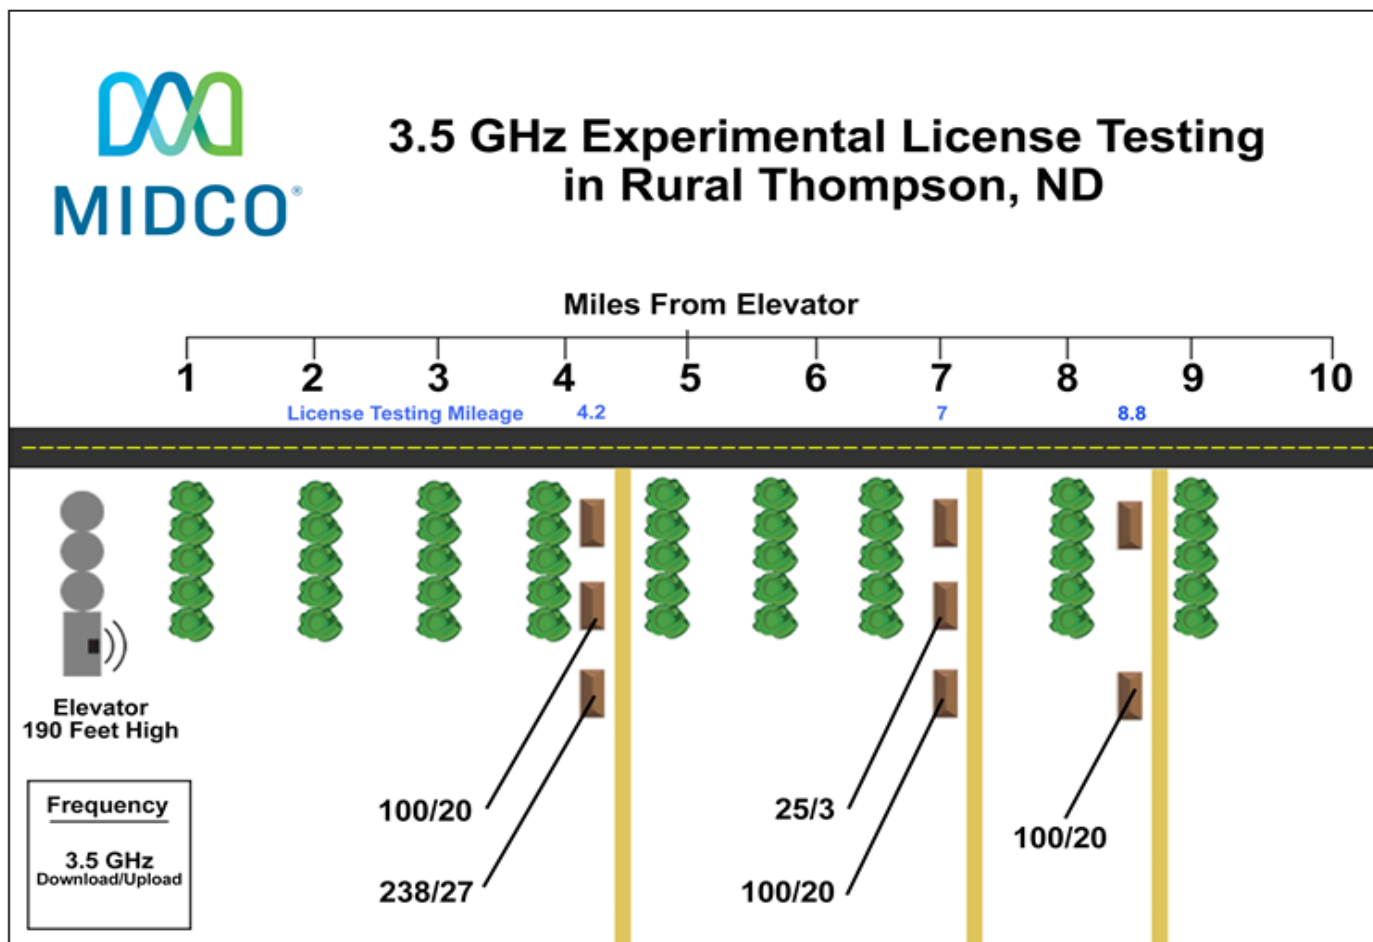 MIDCO®
3.5 GHz Experimental License Testing
in Rural Thompson, ND
Miles From Elevator
1 2 3 4 5 6 7 8 9 10
License Testing Mileage 4.2 7 8.8
Elevator
190 Feet High
Frequency
3.5 GHz
Download/Upload
100/20
238/27
25/3
100/20
100/20